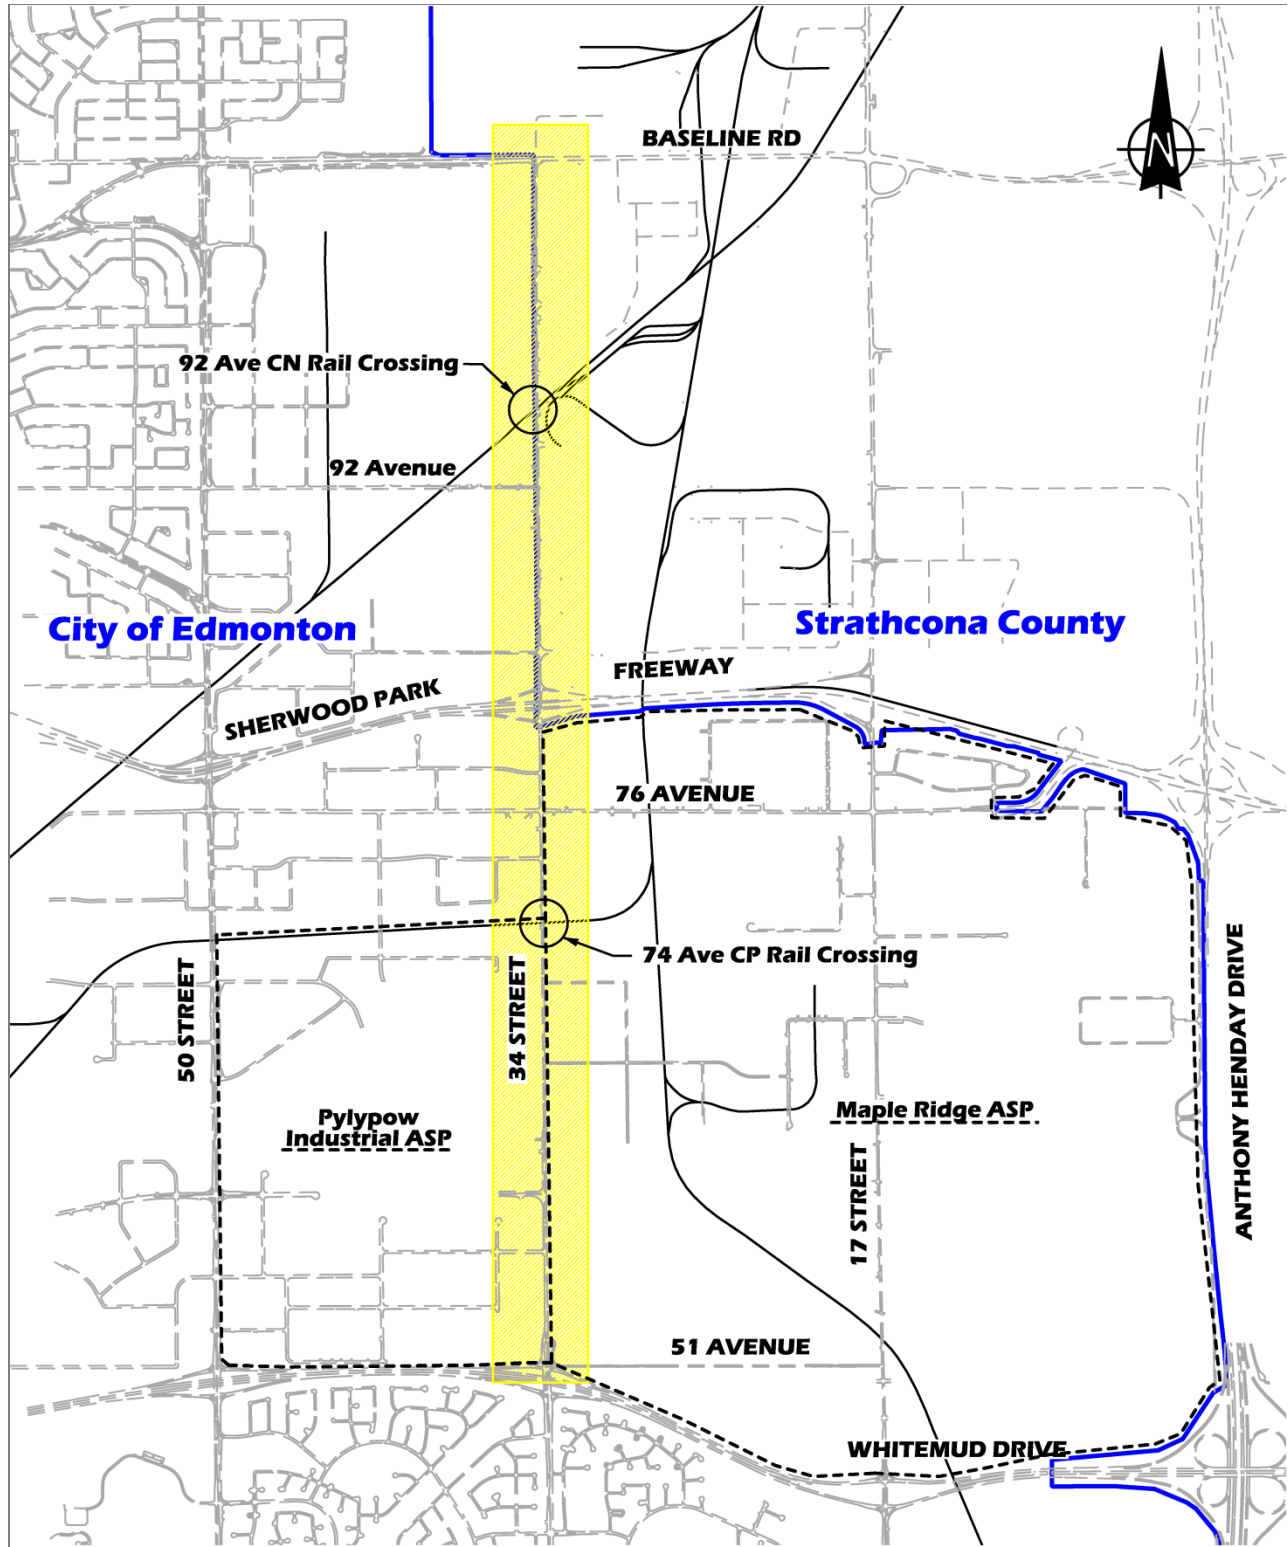 BASELINE RD
N
92 Ave CN Rail Crossing
92 Avenue
City of Edmonton
Strathcona County
FREEWAY
SHERWOOD PARK
76 AVENUE
74 Ave CP Rail Crossing
50 STREET
34 STREET
ANTHONY HENDAY DRIVE
Pylypow
Industrial ASP
Maple Ridge ASP
17 STREET
51 AVENUE
WHITEMUD DRIVE